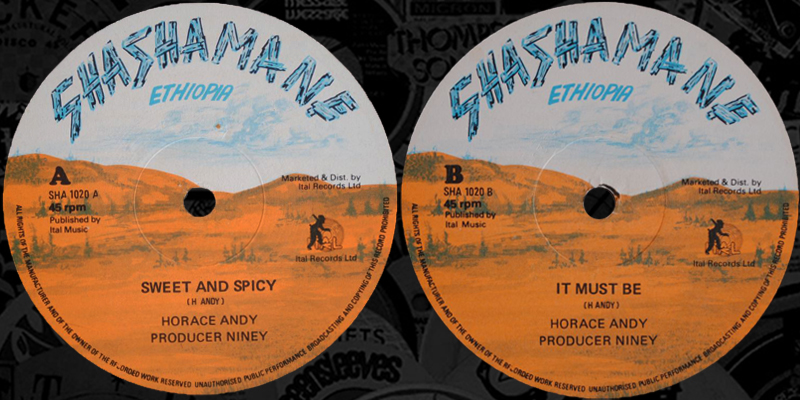 SHASHAMANE
ETHIOPIA
A
SHA 1020 A
45 rpm
Published by
Ital Music
Marketed & Dist. by
Ital Records Ltd
Ital Records Ltd
SWEET AND SPICY
(H ANDY)
HORACE ANDY
PRODUCER NINEY
ALL RIGHTS OF THE MANUFACTURER AND OF THE OWNER OF THE RECORDED WORK RESERVED UNAUTHORISED PUBLIC PERFORMANCE BROADCASTING AND COPYING OF THIS RECORD PROHIBITED
SHASHAMANE
ETHIOPIA
B
SHA 1020 B
45 rpm
Published by
Ital Music
Marketed & Dist. by
Ital Records Ltd
Ital Records Ltd
IT MUST BE
(H ANDY)
HORACE ANDY
PRODUCER NINEY
ALL RIGHTS OF THE MANUFACTURER AND OF THE OWNER OF THE RECORDED WORK RESERVED UNAUTHORISED PUBLIC PERFORMANCE BROADCASTING AND COPYING OF THIS RECORD PROHIBITED
THOMPSON